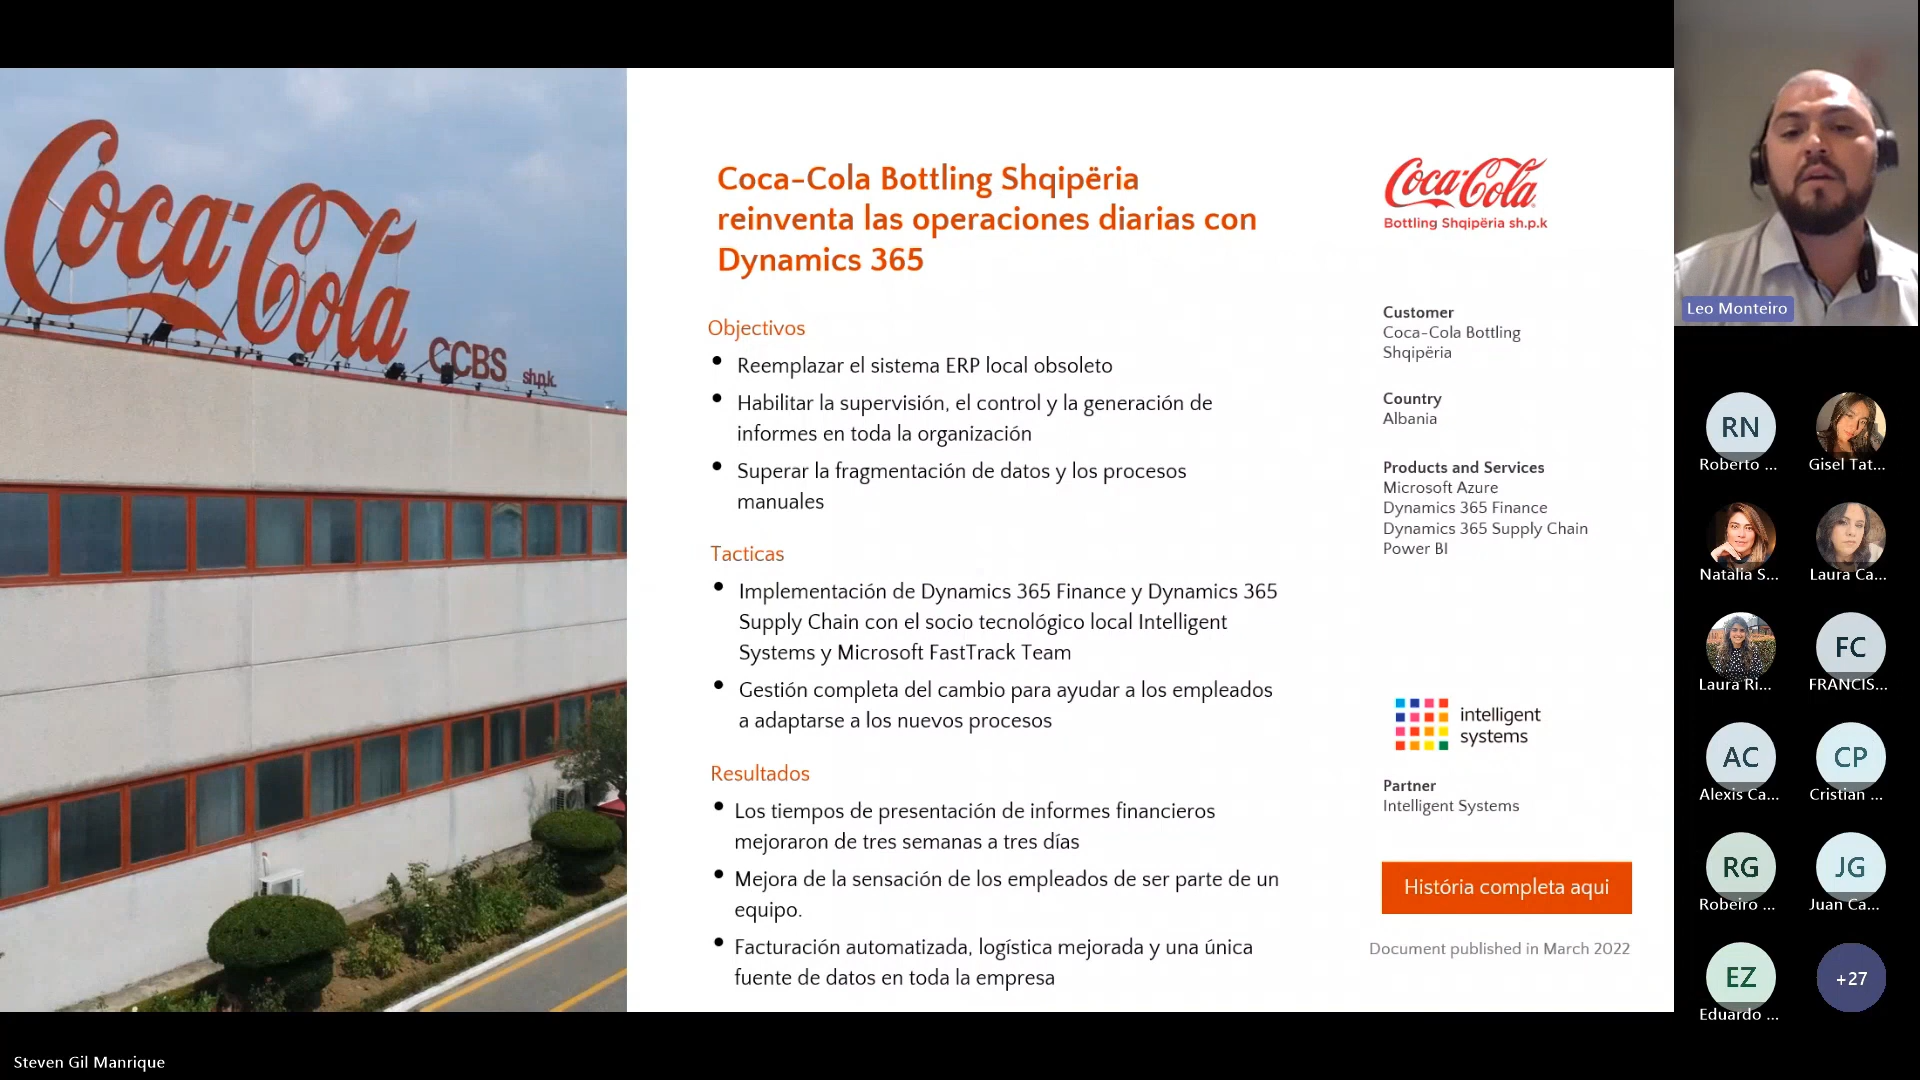 Coca-Cola
CCBS sh.p.k.
Coca-Cola Bottling Shqipëria
reinventa las operaciones diarias con
Dynamics 365
Objectivos
Reemplazar el sistema ERP local obsoleto
Habilitar la supervisión, el control y la generación de
informes en toda la organización
Superar la fragmentación de datos y los procesos
manuales
Tacticas
Implementación de Dynamics 365 Finance y Dynamics 365
Supply Chain con el socio tecnológico local Intelligent
Systems y Microsoft FastTrack Team
Gestión completa del cambio para ayudar a los empleados
a adaptarse a los nuevos procesos
Resultados
Los tiempos de presentación de informes financieros
mejoraron de tres semanas a tres días
Mejora de la sensación de los empleados de ser parte de un
equipo.
Facturación automatizada, logística mejorada y una única
fuente de datos en toda la empresa
Coca-Cola
Bottling Shqipëria sh.p.k
Customer
Coca-Cola Bottling
Shqipëria
Country
Albania
Products and Services
Microsoft Azure
Dynamics 365 Finance
Dynamics 365 Supply Chain
Power BI
intelligent
systems
Partner
Intelligent Systems
História completa aqui
Document published in March 2022
Leo Monteiro
RN
Roberto ...
Gisel Tat...
Natalia S...
Laura Ca...
Laura Ri...
FC
FRANCIS...
AC
Alexis Ca...
CP
Cristian ...
RG
Robeiro ...
JG
Juan Ca...
EZ
Eduardo ...
+27
Steven Gil Manrique